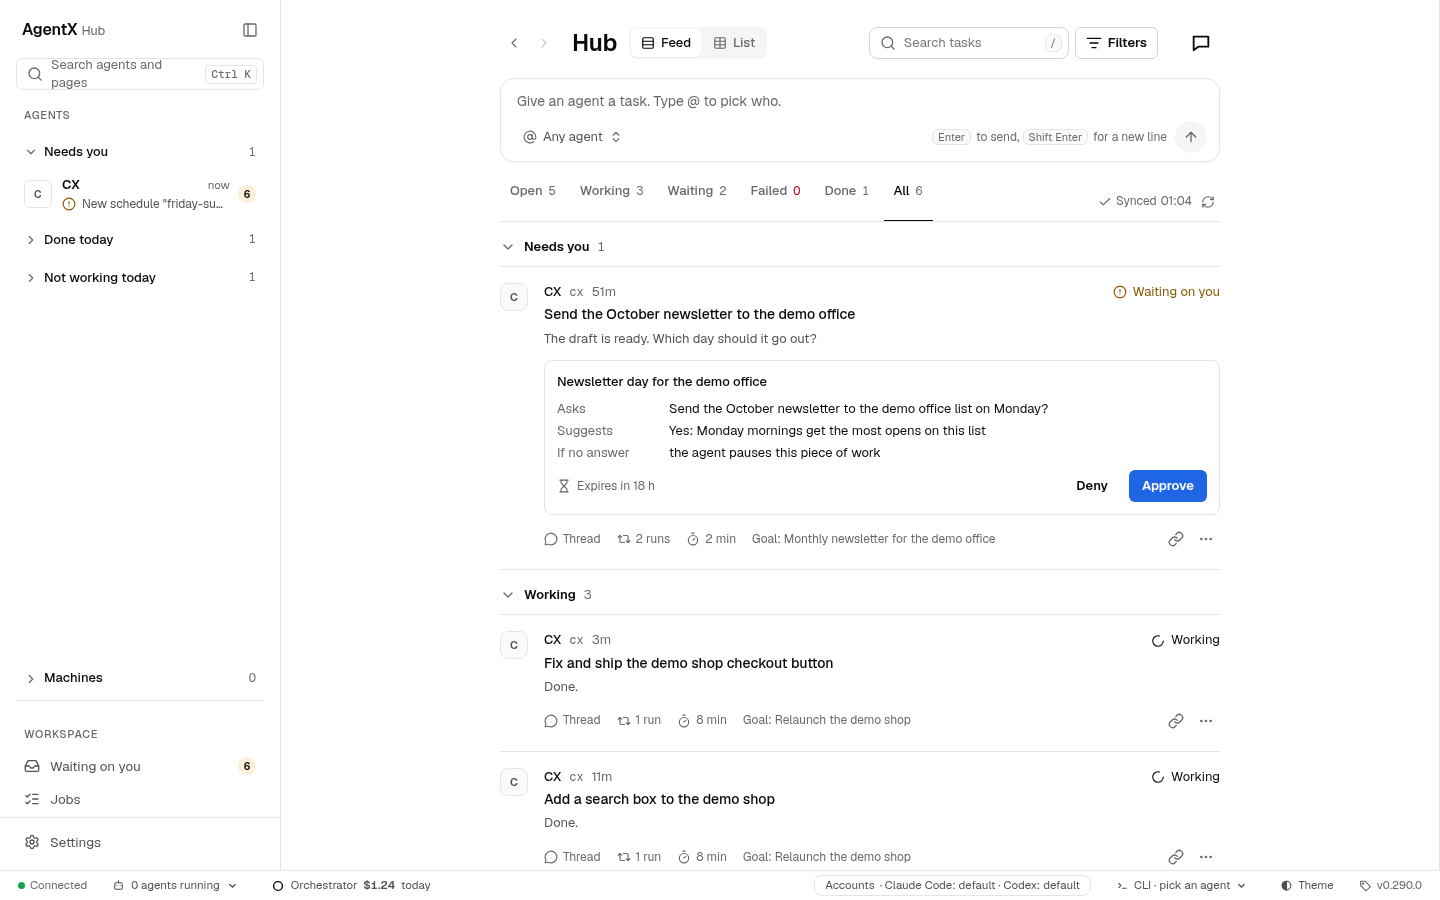 AgentX Hub
Search agents and pages
Ctrl K
AGENTS
Needs you 1
C
CX now
New schedule "friday-su… 6
Done today 1
Not working today 1
Machines 0
WORKSPACE
Waiting on you 6
Jobs
Settings
Hub
Feed
List
Search tasks /
Filters
Give an agent a task. Type @ to pick who.
@ Any agent
Enter to send, Shift Enter for a new line
Open 5 Working 3 Waiting 2 Failed 0 Done 1 All 6
Synced 01:04
Needs you 1
C
CX cx 51m
Waiting on you
Send the October newsletter to the demo office
The draft is ready. Which day should it go out?
Newsletter day for the demo office
Asks Send the October newsletter to the demo office list on Monday?
Suggests Yes: Monday mornings get the most opens on this list
If no answer the agent pauses this piece of work
Expires in 18 h
Deny
Approve
Thread 2 runs 2 min Goal: Monthly newsletter for the demo office
Working 3
C
CX cx 3m
Working
Fix and ship the demo shop checkout button
Done.
Thread 1 run 8 min Goal: Relaunch the demo shop
C
CX cx 11m
Working
Add a search box to the demo shop
Done.
Thread 1 run 8 min Goal: Relaunch the demo shop
Connected
0 agents running
Orchestrator $1.24 today
Accounts · Claude Code: default · Codex: default
CLI · pick an agent
Theme
v0.290.0